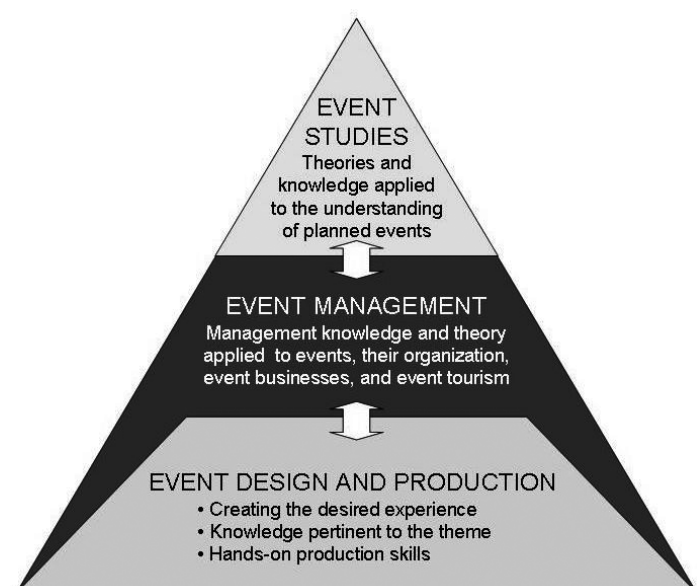 EVENT
STUDIES
Theories and
knowledge applied
to the understanding
of planned events
EVENT MANAGEMENT
Management knowledge and theory
applied to events, their organization,
event businesses, and event tourism
EVENT DESIGN AND PRODUCTION
• Creating the desired experience
• Knowledge pertinent to the theme
• Hands-on production skills